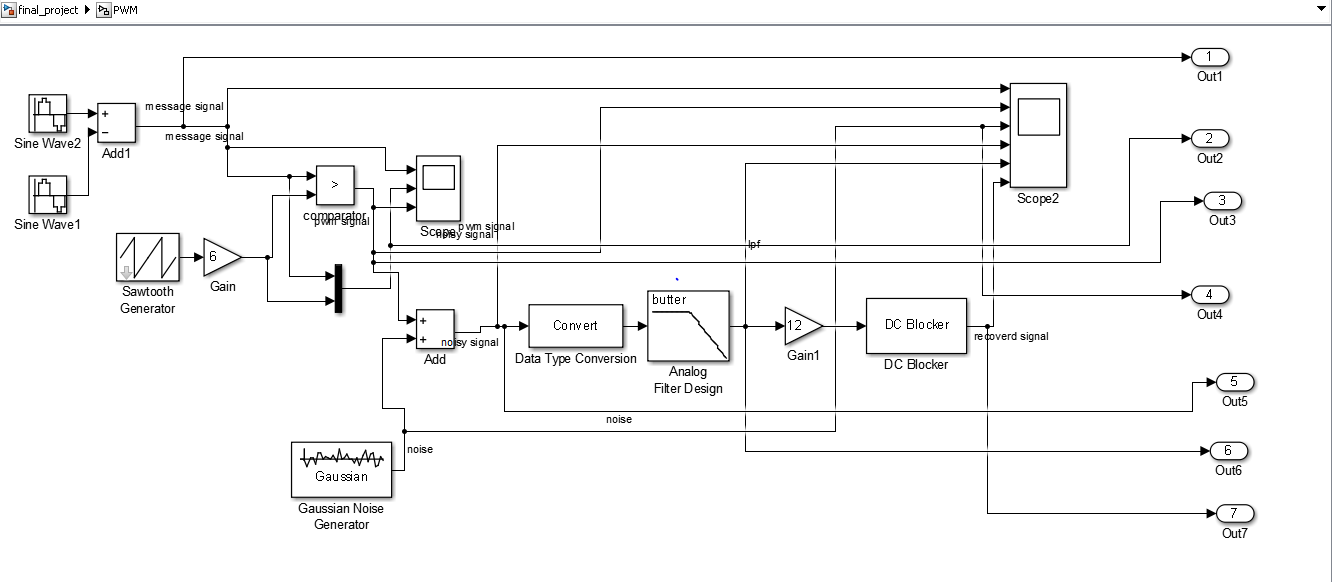 final_project PWM
1
Out1
message signal
message signal
+
−
Sine Wave2
Add1
Sine Wave1
>
comparator
pwm signal
Scope
pwm signal
noisy signal
Scope2
2
Out2
3
Out3
lpf
6
Gain
Sawtooth
Generator
+
+
Add
noisy signal
Convert
Data Type Conversion
butter
Analog
Filter Design
12
Gain1
DC Blocker
DC Blocker
recoverd signal
4
Out4
5
Out5
noise
noise
6
Out6
Gaussian
Gaussian Noise
Generator
7
Out7